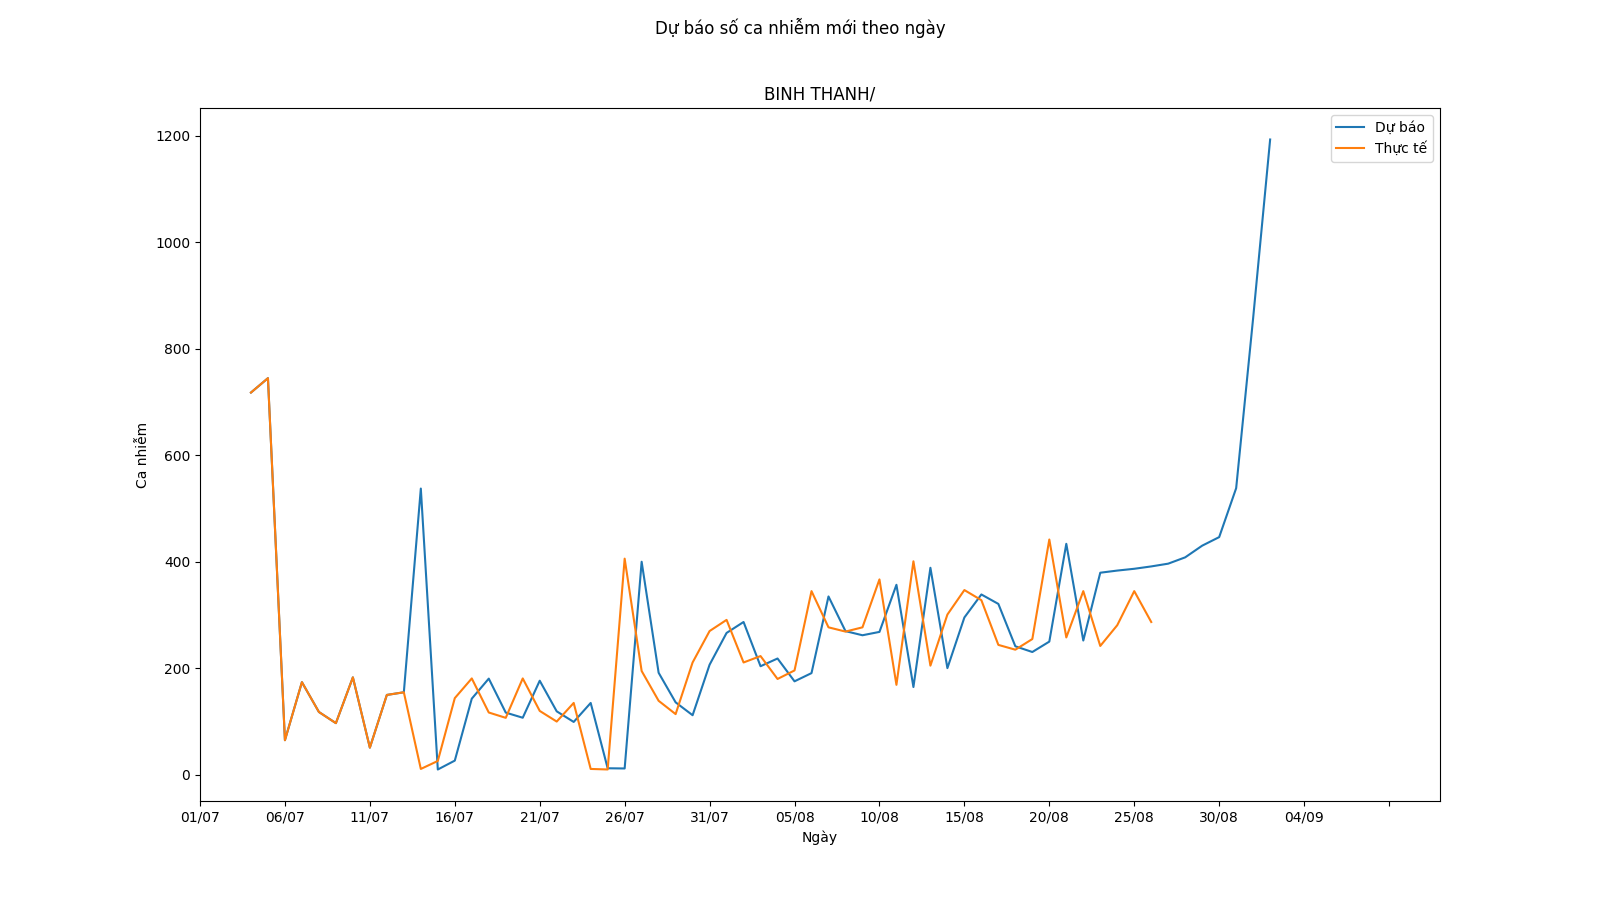 Dự báo số ca nhiễm mới theo ngày
BINH THANH/
Dự báo
Thực tế
1200
1000
800
600
400
200
0
Ca nhiễm
01/07 06/07 11/07 16/07 21/07 26/07 31/07 05/08 10/08 15/08 20/08 25/08 30/08 04/09
Ngày